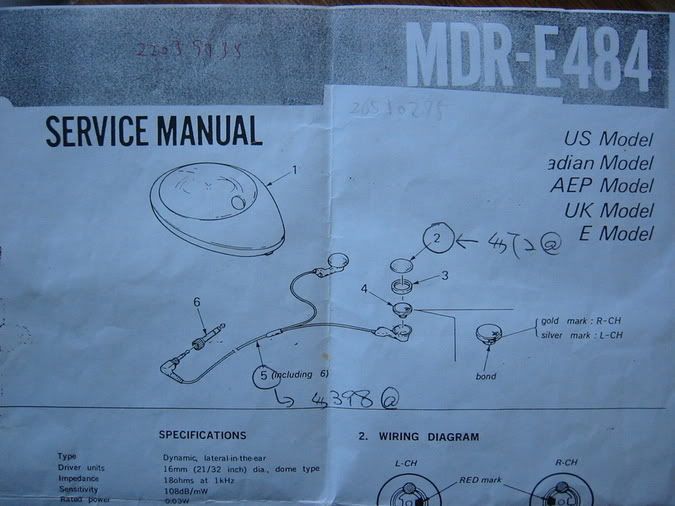 MDR-E484
SERVICE MANUAL
US Model
adian Model
AEP Model
UK Model
E Model
1
2
3
4
6
5 (including 6)
4,398 @
gold mark : R-CH
silver mark : L-CH
bond
SPECIFICATIONS
Type Dynamic, lateral-in-the-ear
Driver units 16mm (21/32 inch) dia., dome type
Impedance 18ohms at 1kHz
Sensitivity 108dB/mW
Rated power 0.03W
2. WIRING DIAGRAM
L-CH
R-CH
RED mark